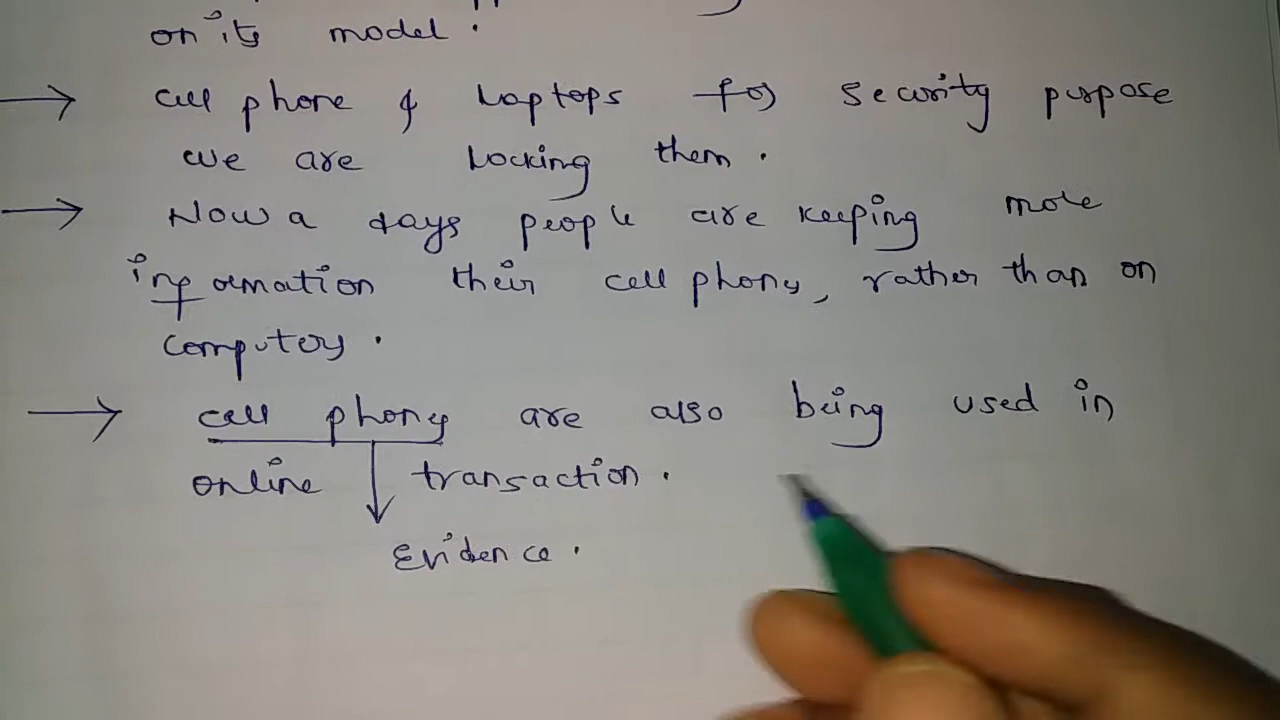 on its model.
→ cell phone & Laptops for security purpose
we are Locking them.
→ Now a days people are keeping more
information their cell phones, rather than on
computers.
→ cell phones are also being used in
online transaction.
Evidence.